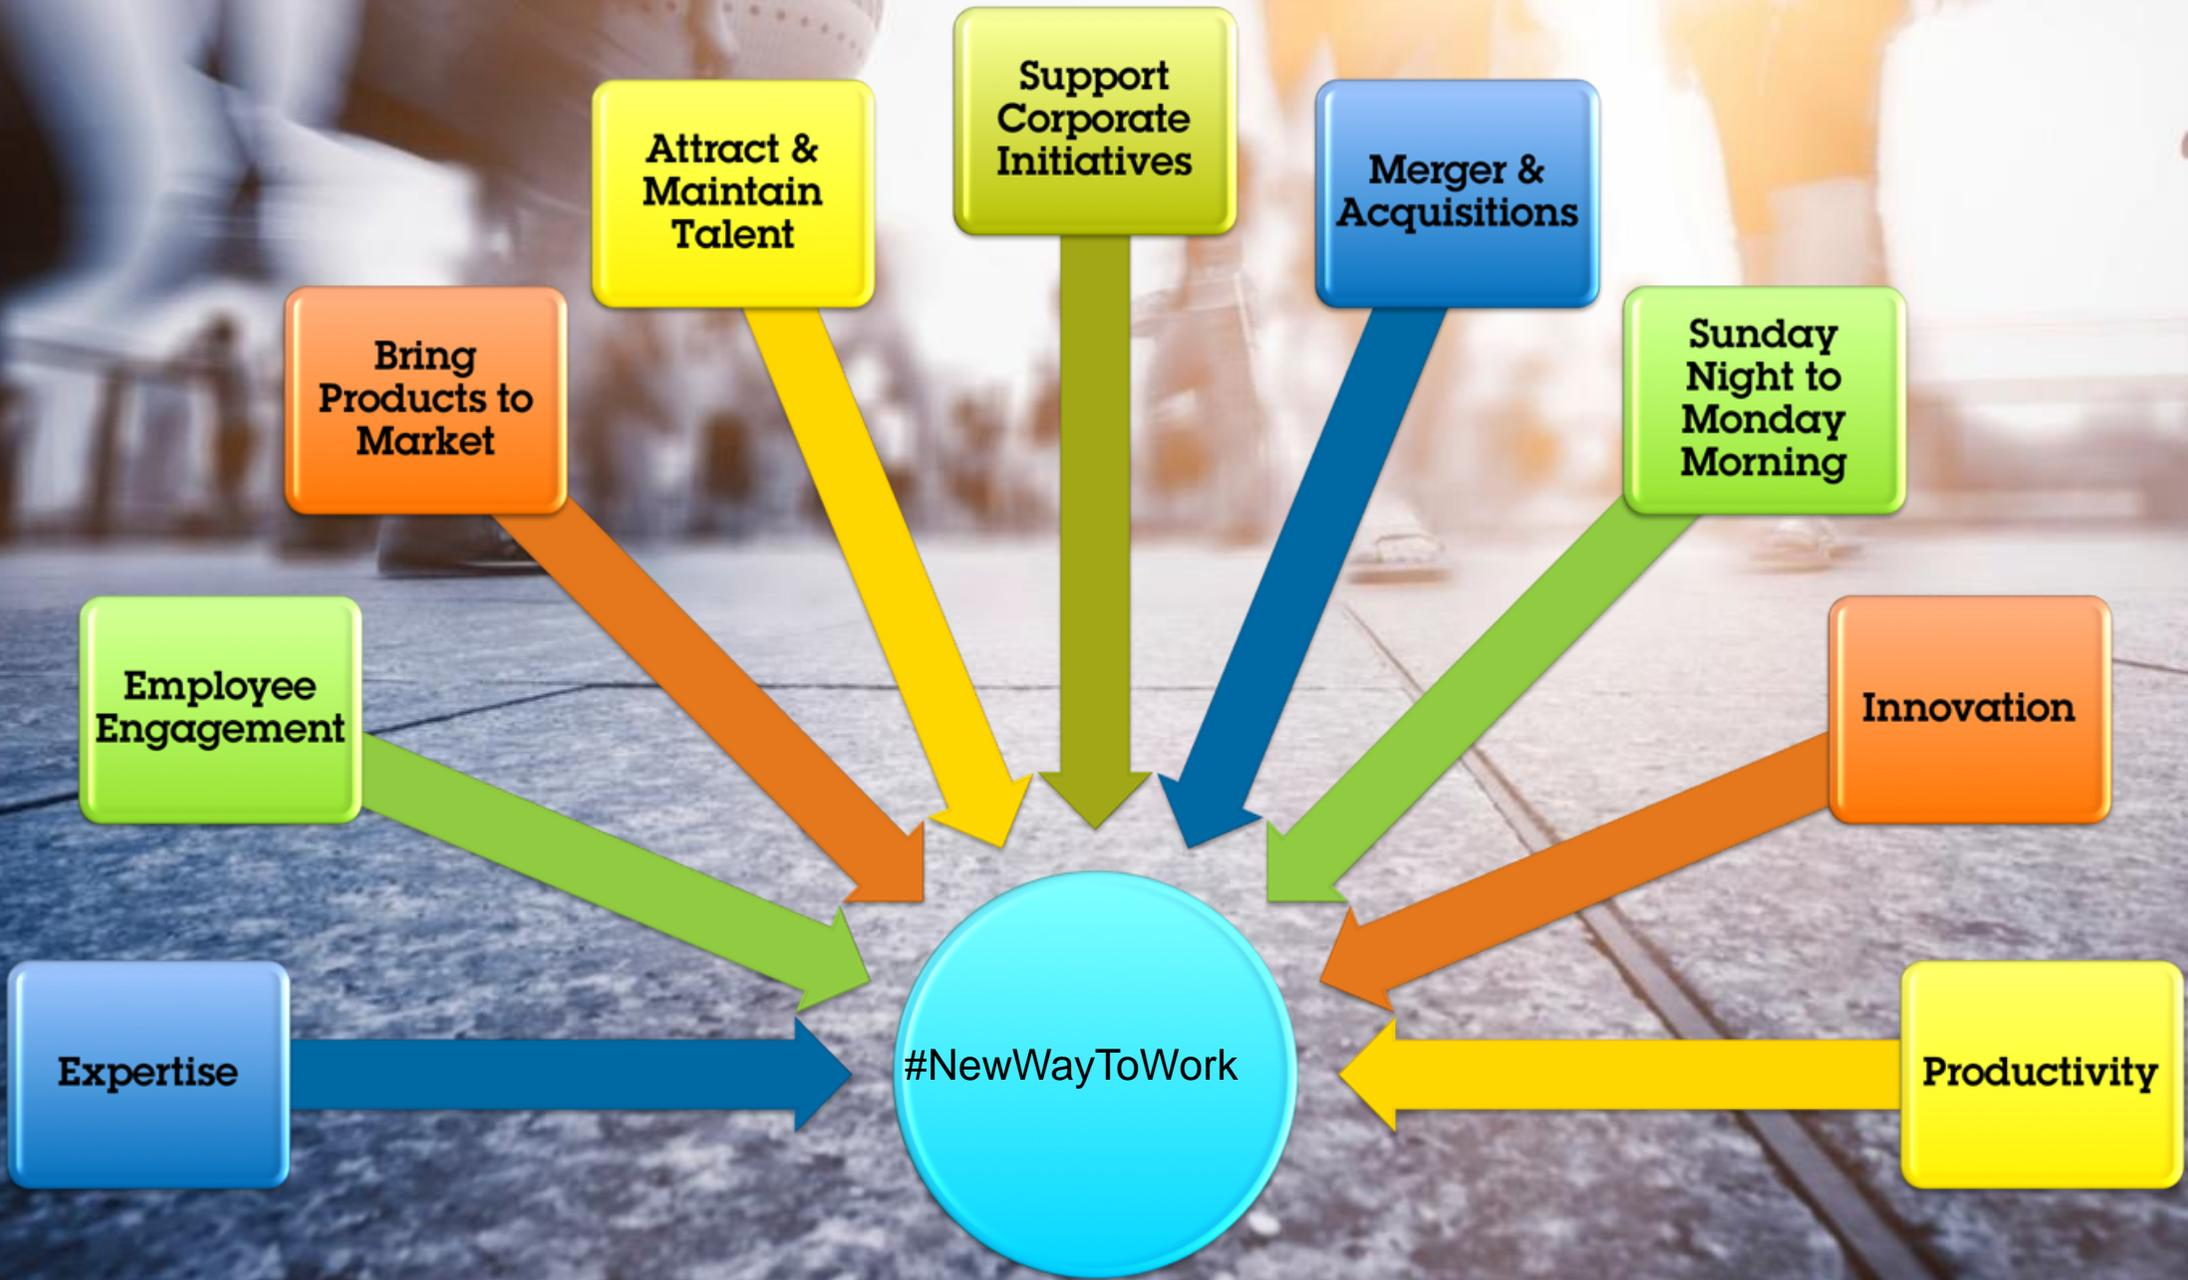 Support
Corporate
Initiatives
Attract &
Maintain
Talent
Merger &
Acquisitions
Bring
Products to
Market
Sunday
Night to
Monday
Morning
Employee
Engagement
Innovation
Expertise
#NewWayToWork
Productivity